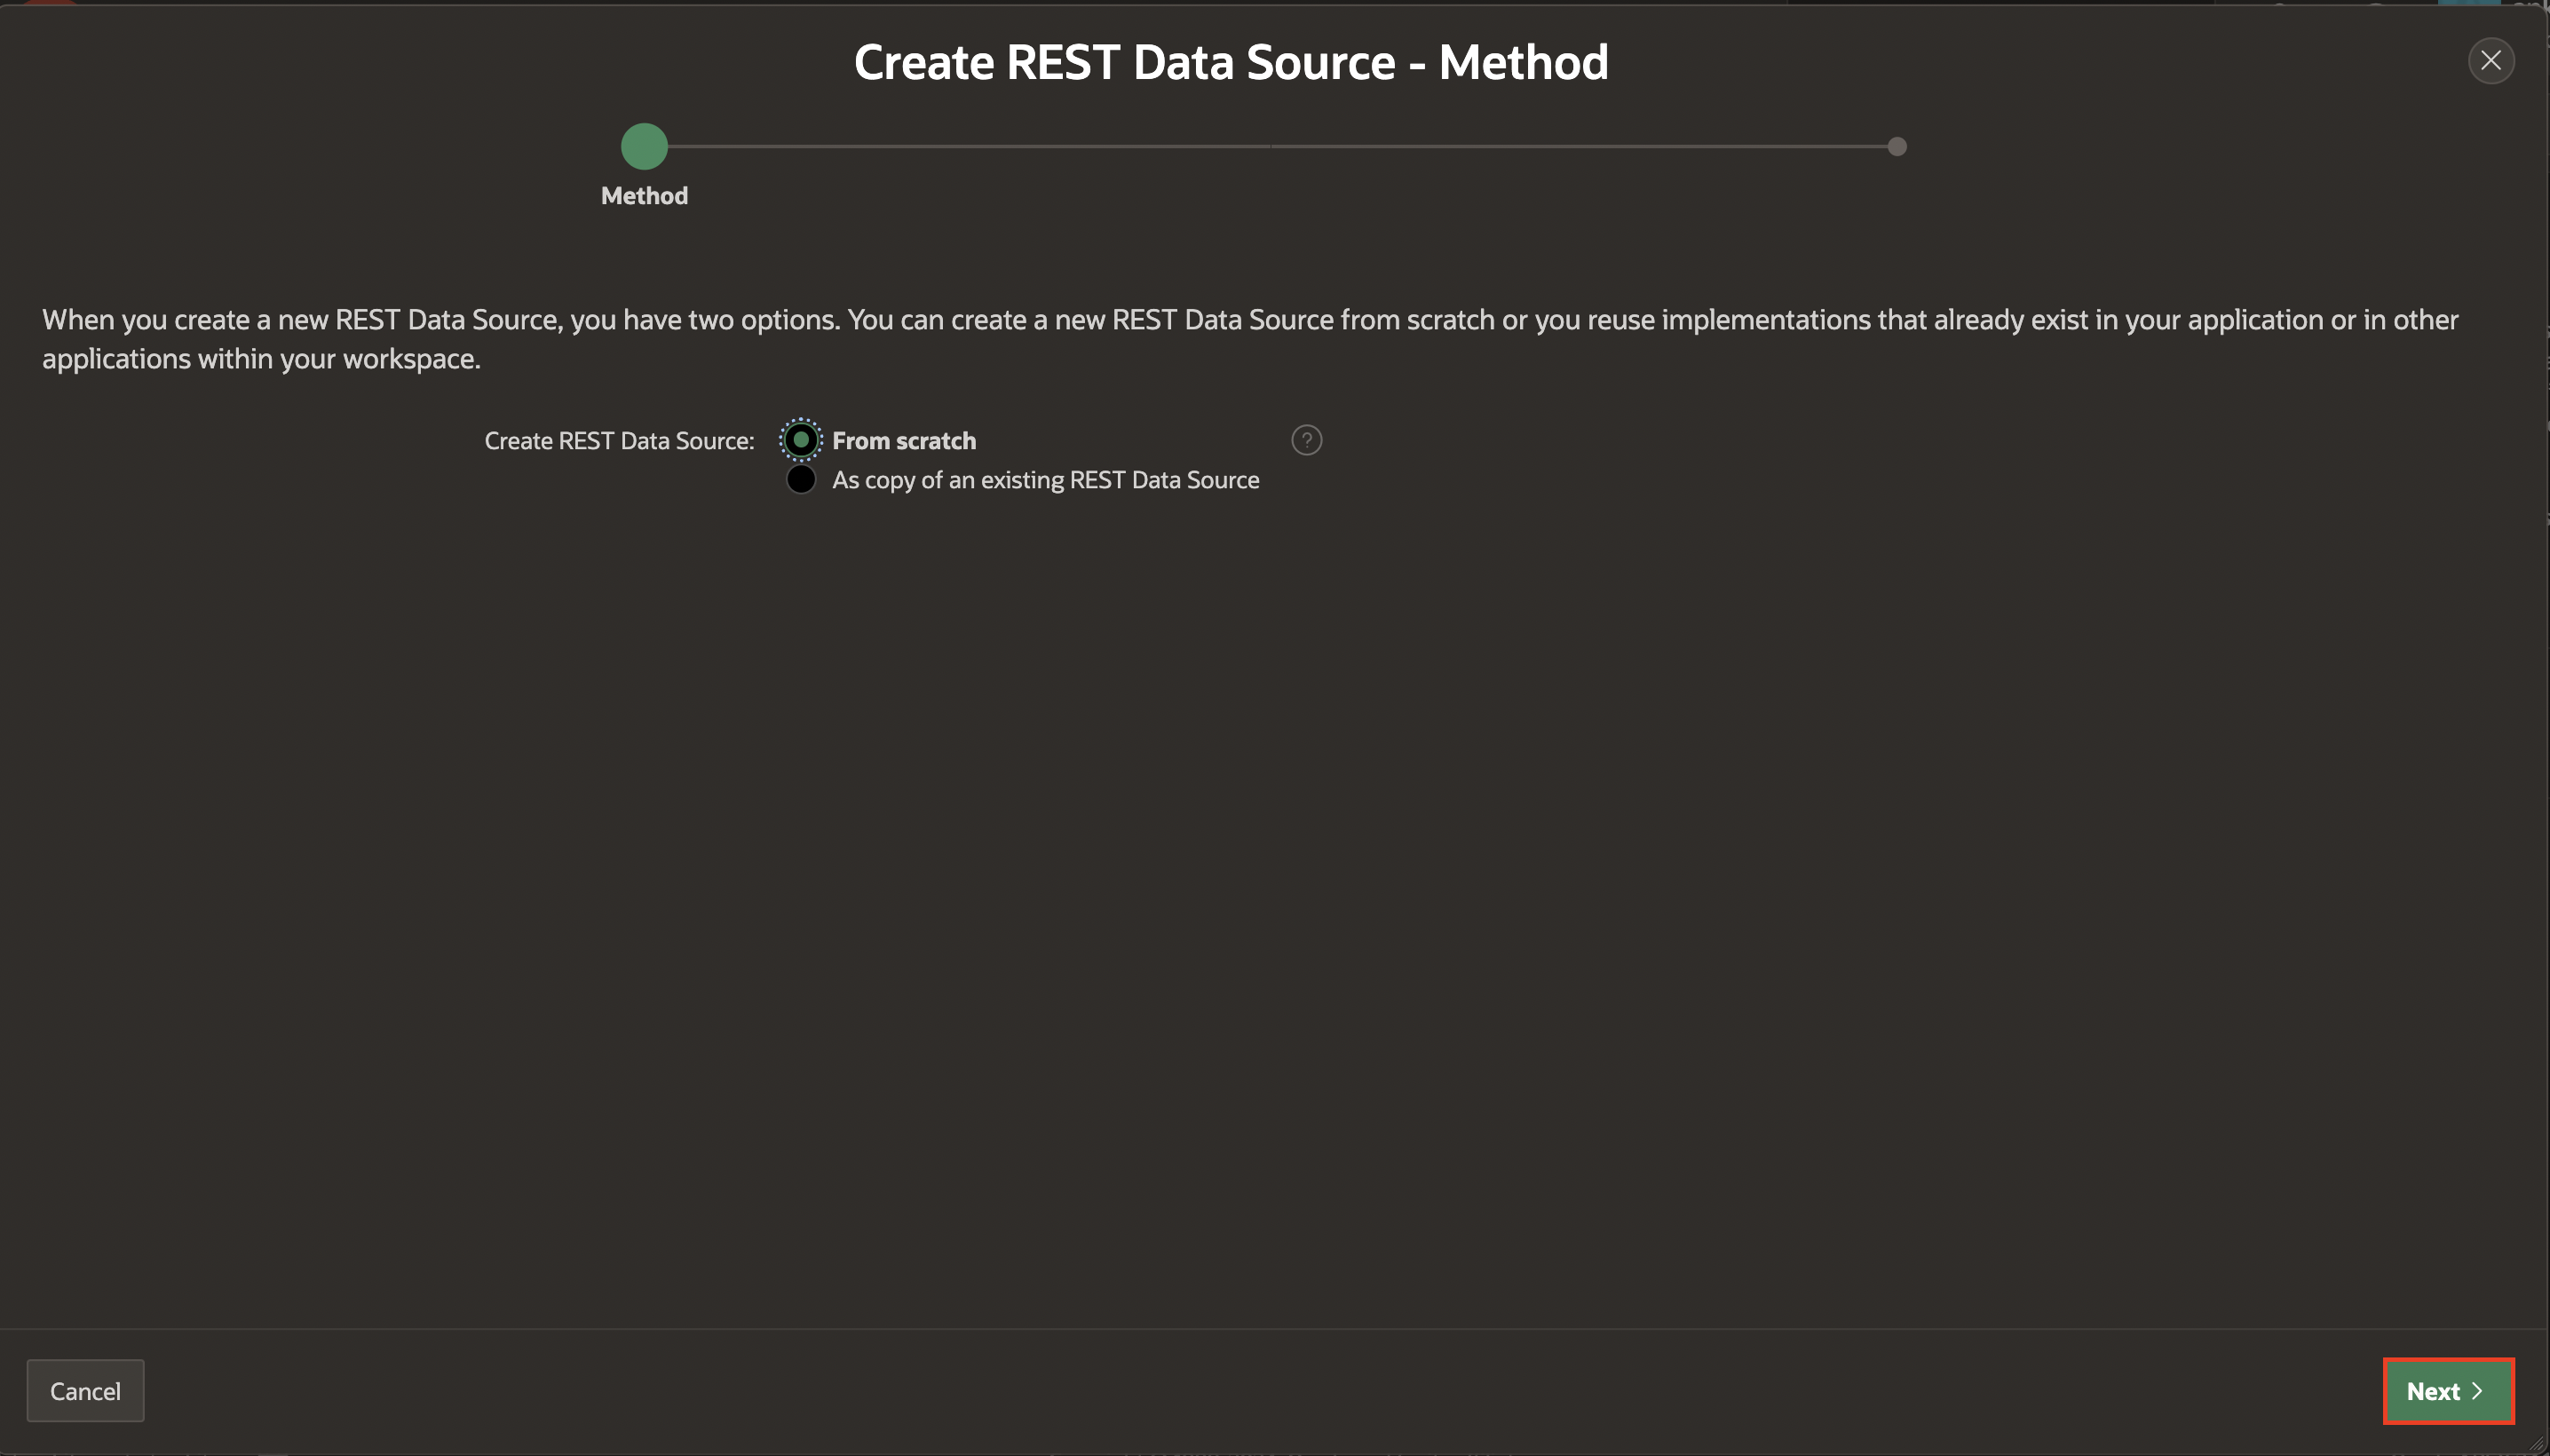 Create REST Data Source - Method
Method
When you create a new REST Data Source, you have two options. You can create a new REST Data Source from scratch or you reuse implementations that already exist in your application or in other
applications within your workspace.
Create REST Data Source: From scratch ?
As copy of an existing REST Data Source
Cancel Next